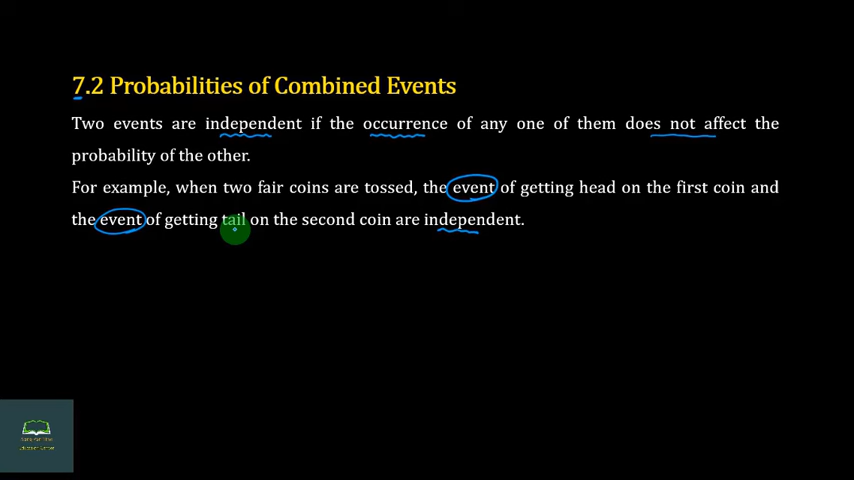 7.2 Probabilities of Combined Events
Two events are independent if the occurrence of any one of them does not affect the
probability of the other.
For example, when two fair coins are tossed, the event of getting head on the first coin and
the event of getting tail on the second coin are independent.